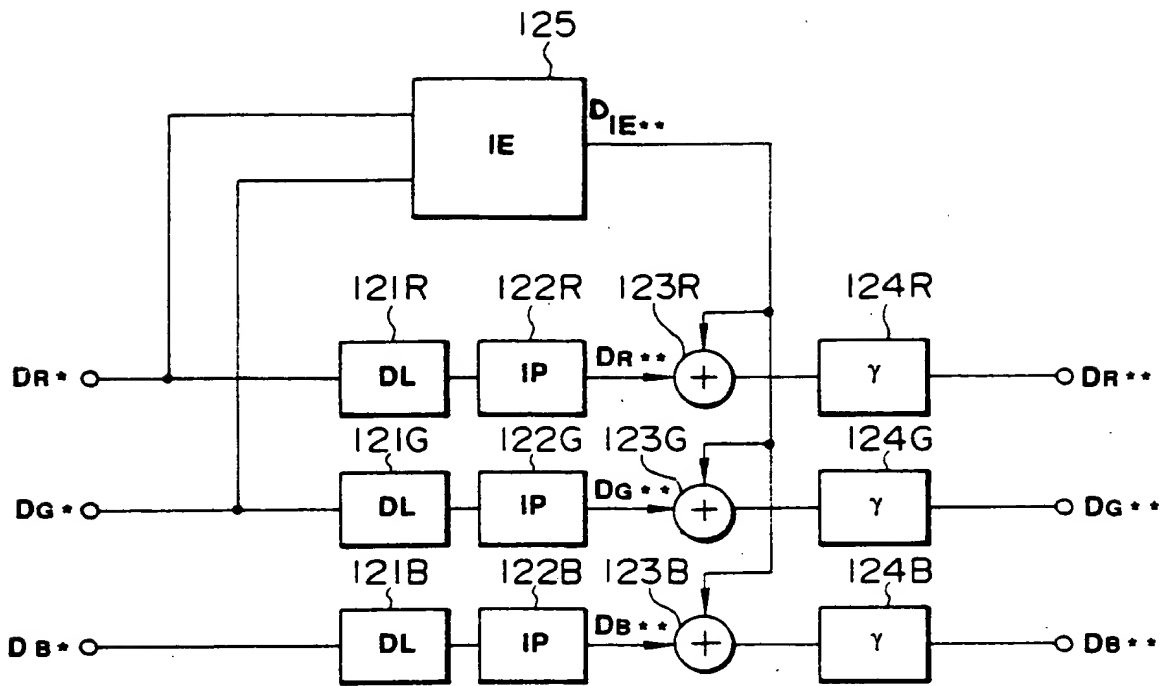 125
IE
DIE**
121R 122R 123R 124R
DR* DL IP DR** + γ DR**
121G 122G 123G 124G
DG* DL IP DG** + γ DG**
121B 122B 123B 124B
DB* DL IP DB** + γ DB**